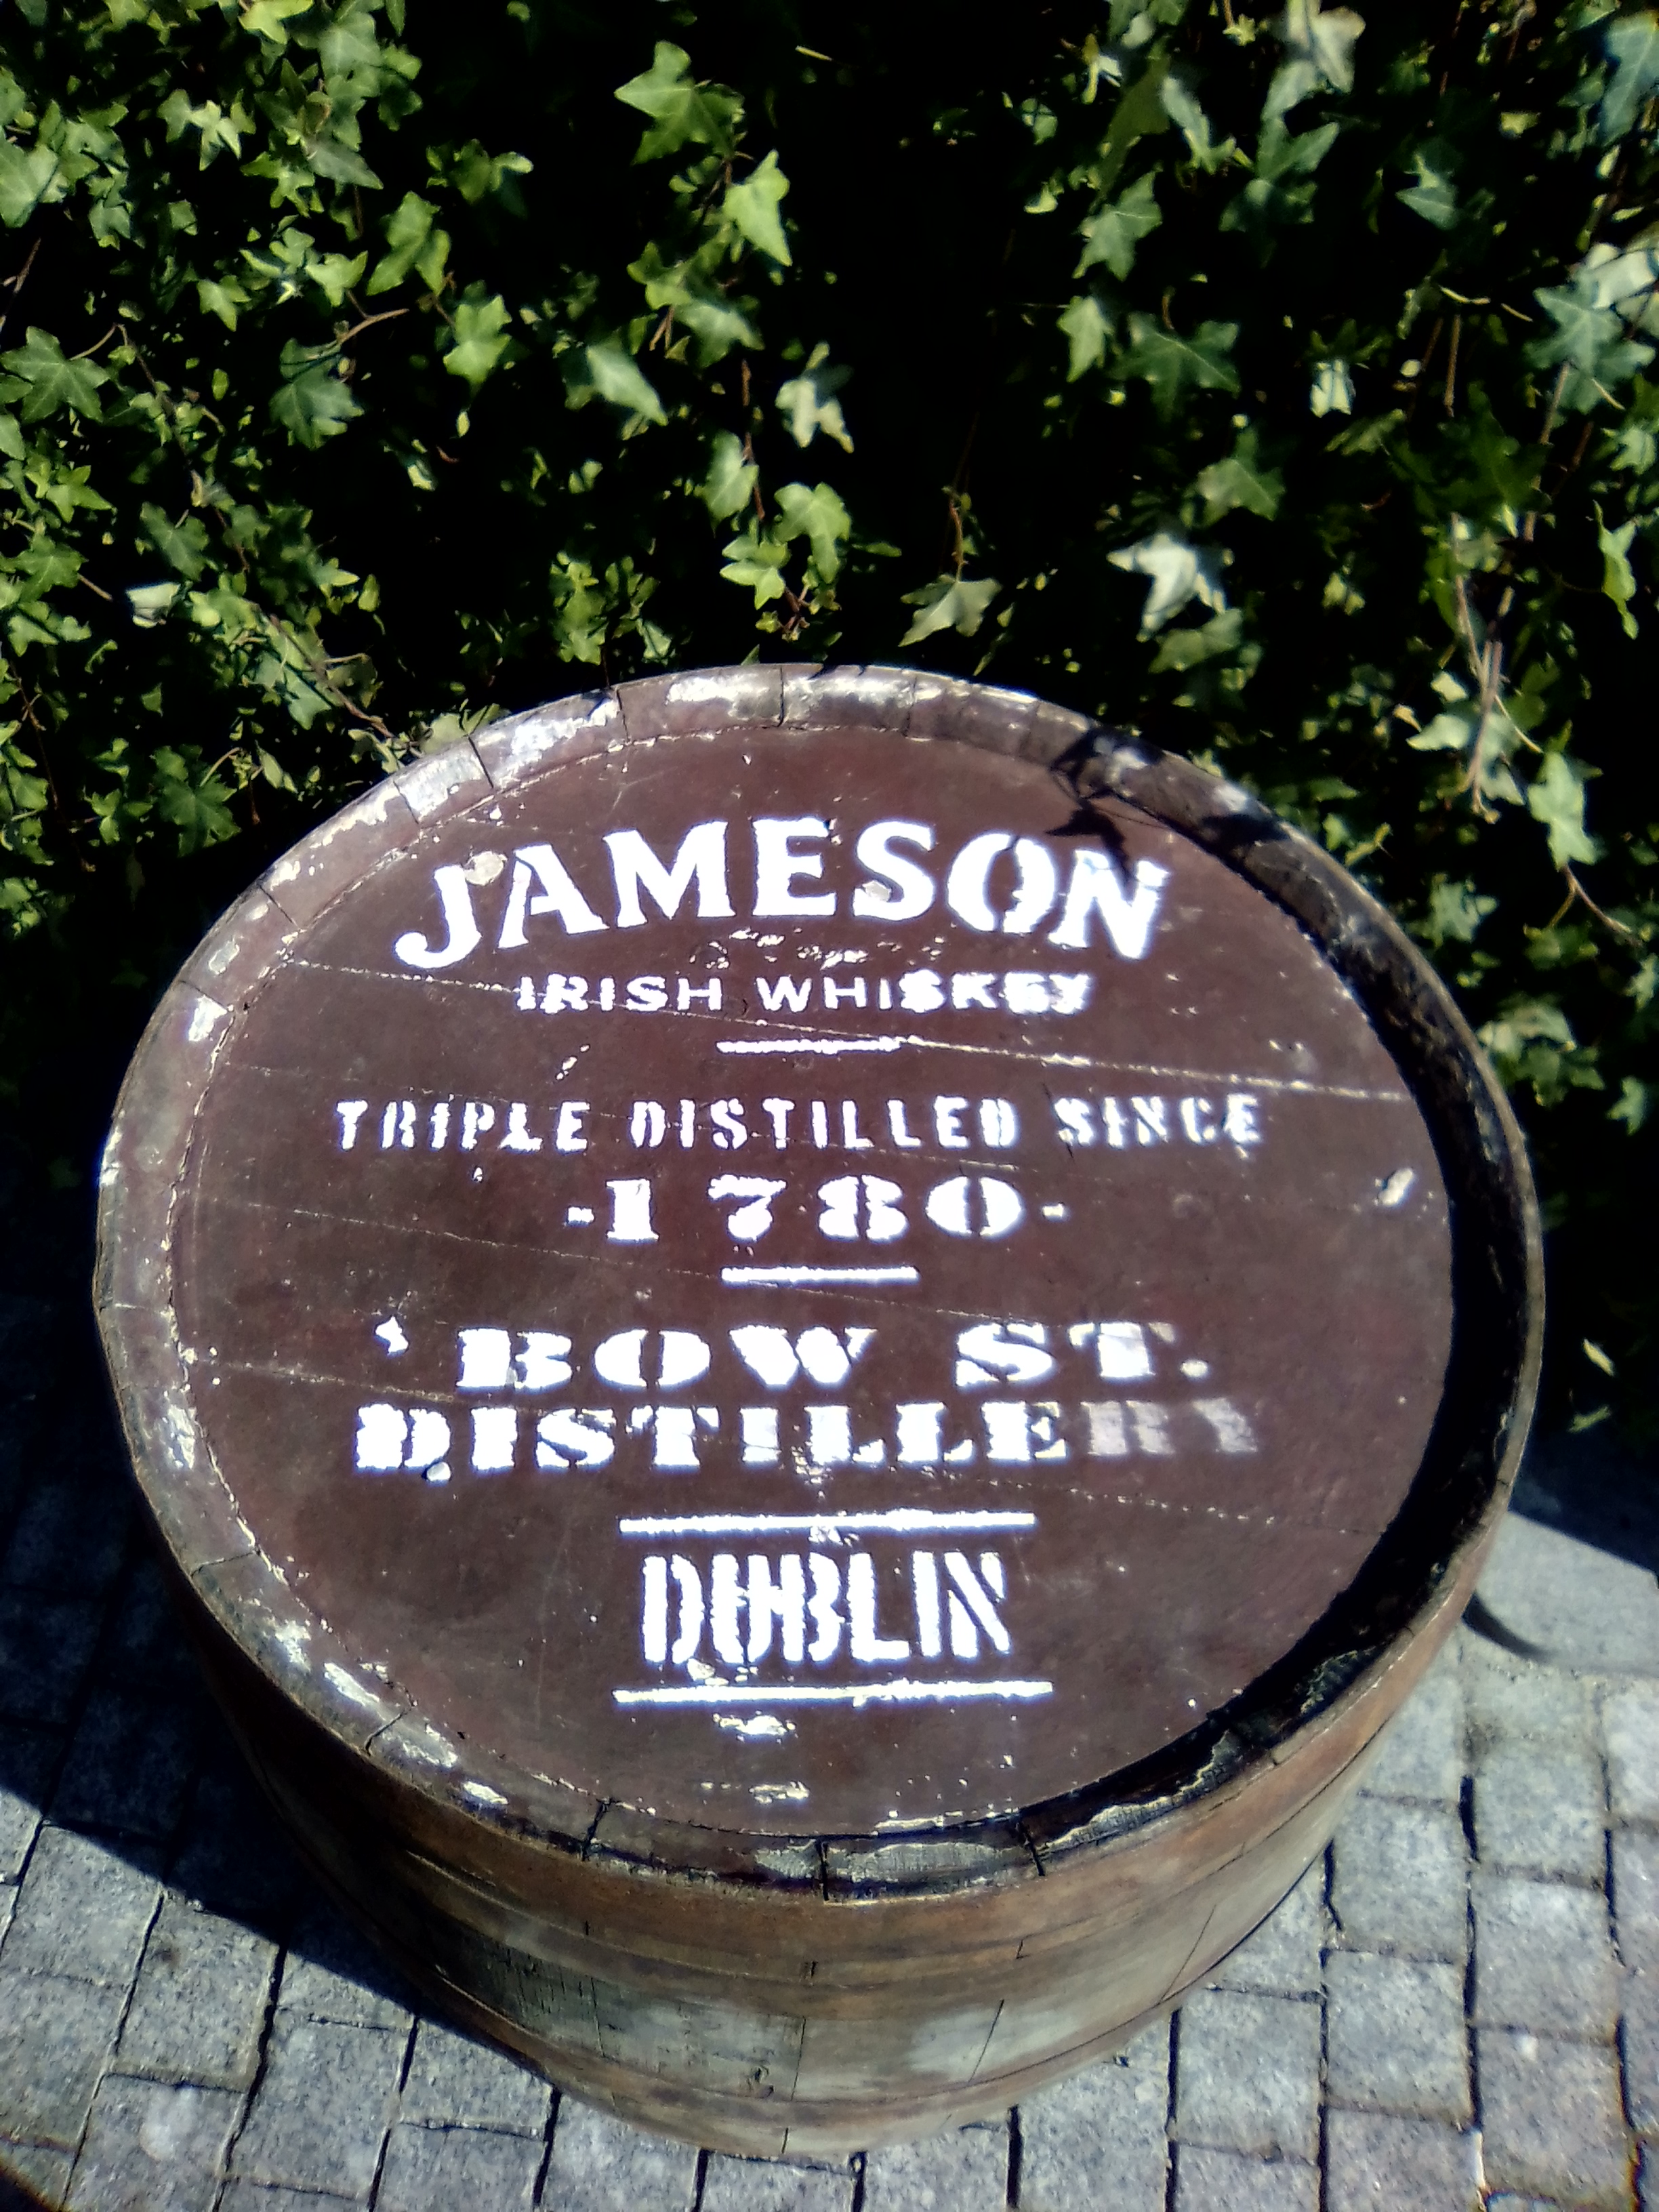 JAMESON
IRISH WHISKEY
TRIPLE DISTILLED SINCE
-1780-
BOW ST.
DISTILLERY
DUBLIN